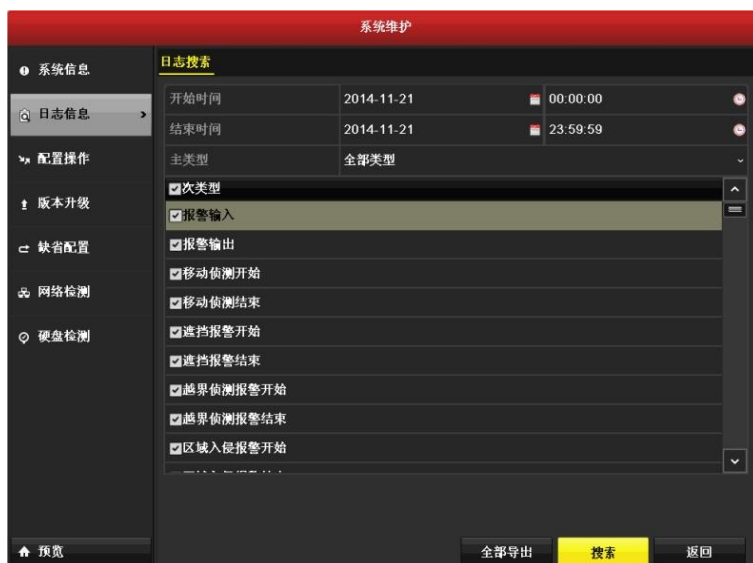 系统维护
系统信息
日志信息
配置操作
版本升级
缺省配置
网络检测
硬盘检测
预览
日志搜索
开始时间 2014-11-21 00:00:00
结束时间 2014-11-21 23:59:59
主类型 全部类型
次类型
报警输入
报警输出
移动侦测开始
移动侦测结束
遮挡报警开始
遮挡报警结束
越界侦测报警开始
越界侦测报警结束
区域入侵报警开始
全部导出 搜索 返回